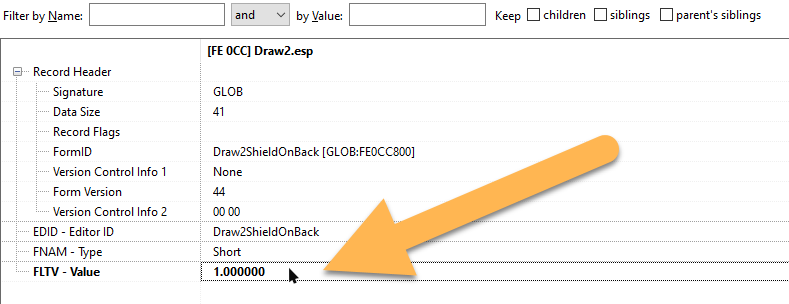 Filter by Name: and by Value: Keep children siblings parent's siblings
[FE 0CC] Draw2.esp
Record Header
Signature GLOB
Data Size 41
Record Flags
FormID Draw2ShieldOnBack [GLOB:FE0CC800]
Version Control Info 1 None
Form Version 44
Version Control Info 2 00 00
EDID - Editor ID Draw2ShieldOnBack
FNAM - Type Short
FLTV - Value 1.000000